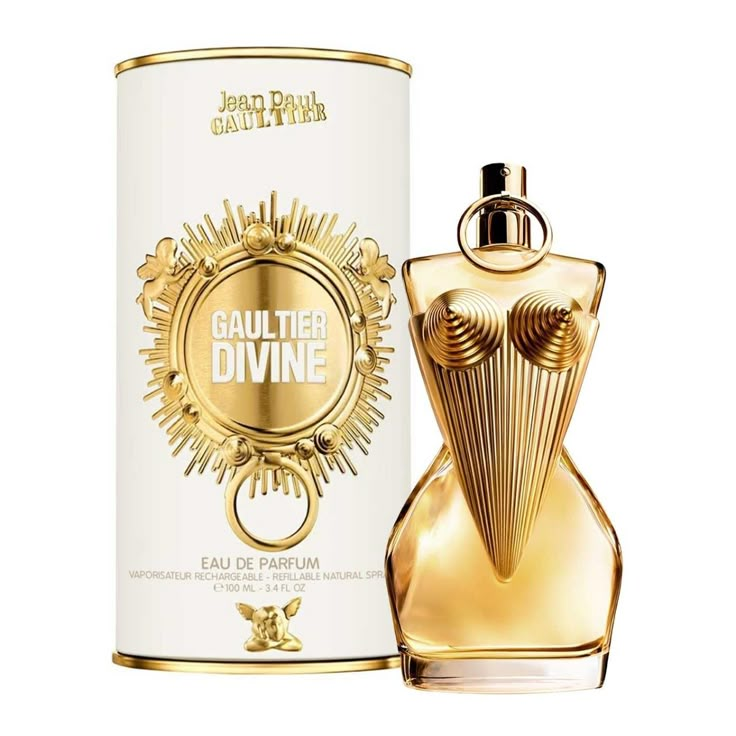 Jean Paul
GAULTIER
GAULTIER
DIVINE
EAU DE PARFUM
VAPORISATEUR RECHARGEABLE - REFILLABLE NATURAL SPRA
℮ 100 ML - 3.4 FL OZ